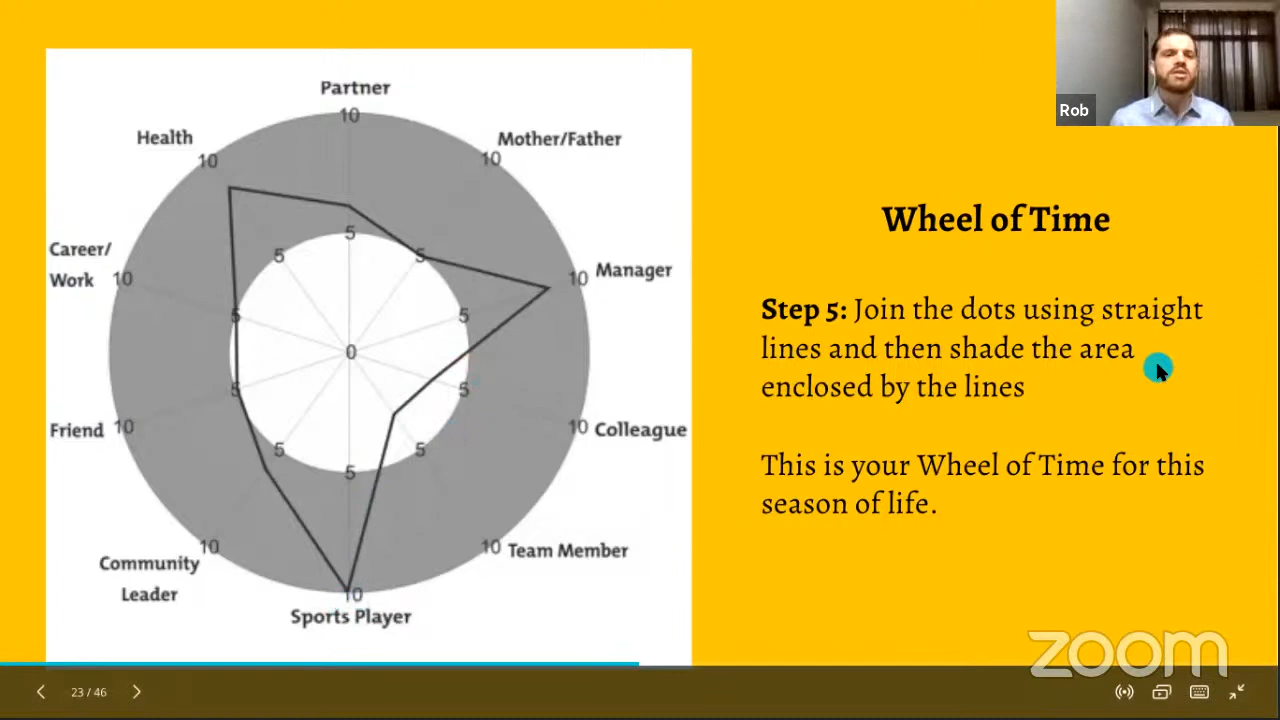 Partner
10
Health
10
Mother/Father
10
5
5
5
Career/
Work
10
Manager
10
5
5
0
5
5
Friend
10
Colleague
10
5
5
5
Community
Leader
10
Team Member
10
10
Sports Player
Rob
Wheel of Time
Step 5: Join the dots using straight
lines and then shade the area
enclosed by the lines
This is your Wheel of Time for this
season of life.
zoom
23 / 46